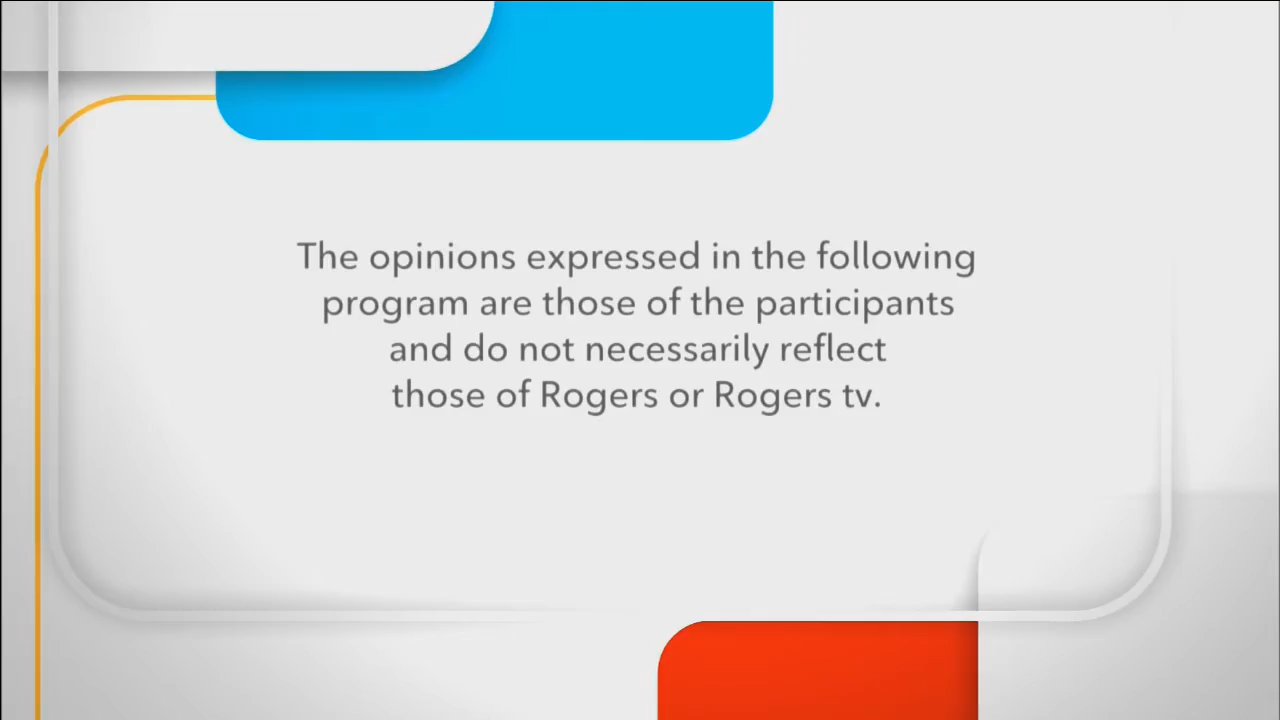 The opinions expressed in the following
program are those of the participants
and do not necessarily reflect
those of Rogers or Rogers tv.